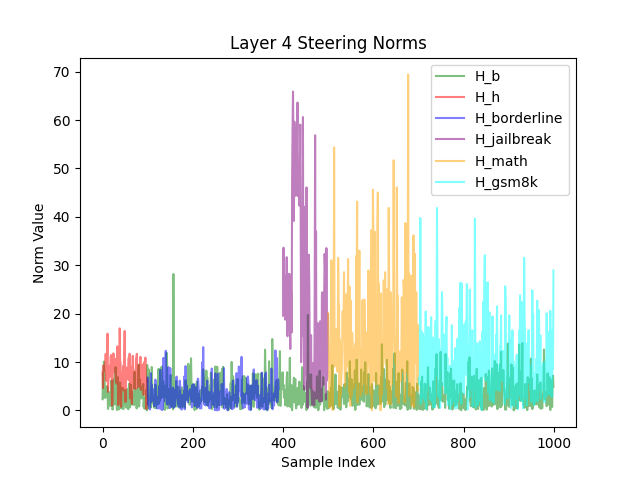 Layer 4 Steering Norms
Norm Value
70
60
50
40
30
20
10
0
0
200
400
600
800
1000
Sample Index
H_b
H_h
H_borderline
H_jailbreak
H_math
H_gsm8k